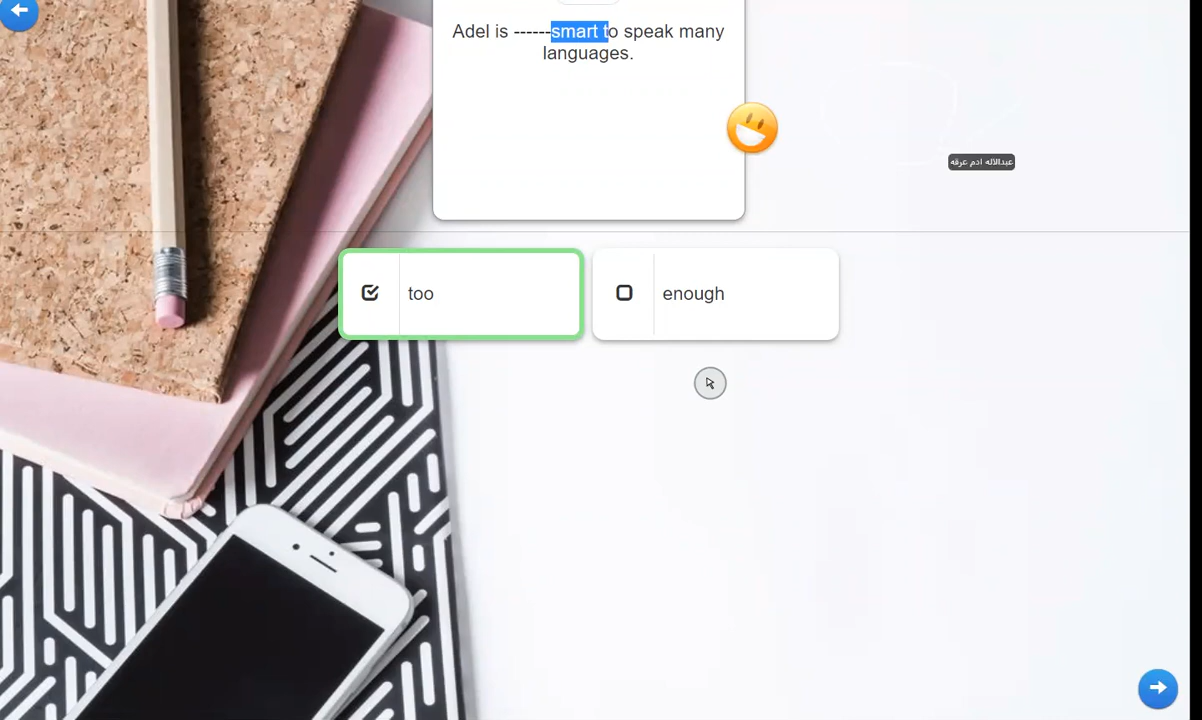 Adel is ------smart to speak many
languages.
عبدالاله ادم عرقه
too
enough